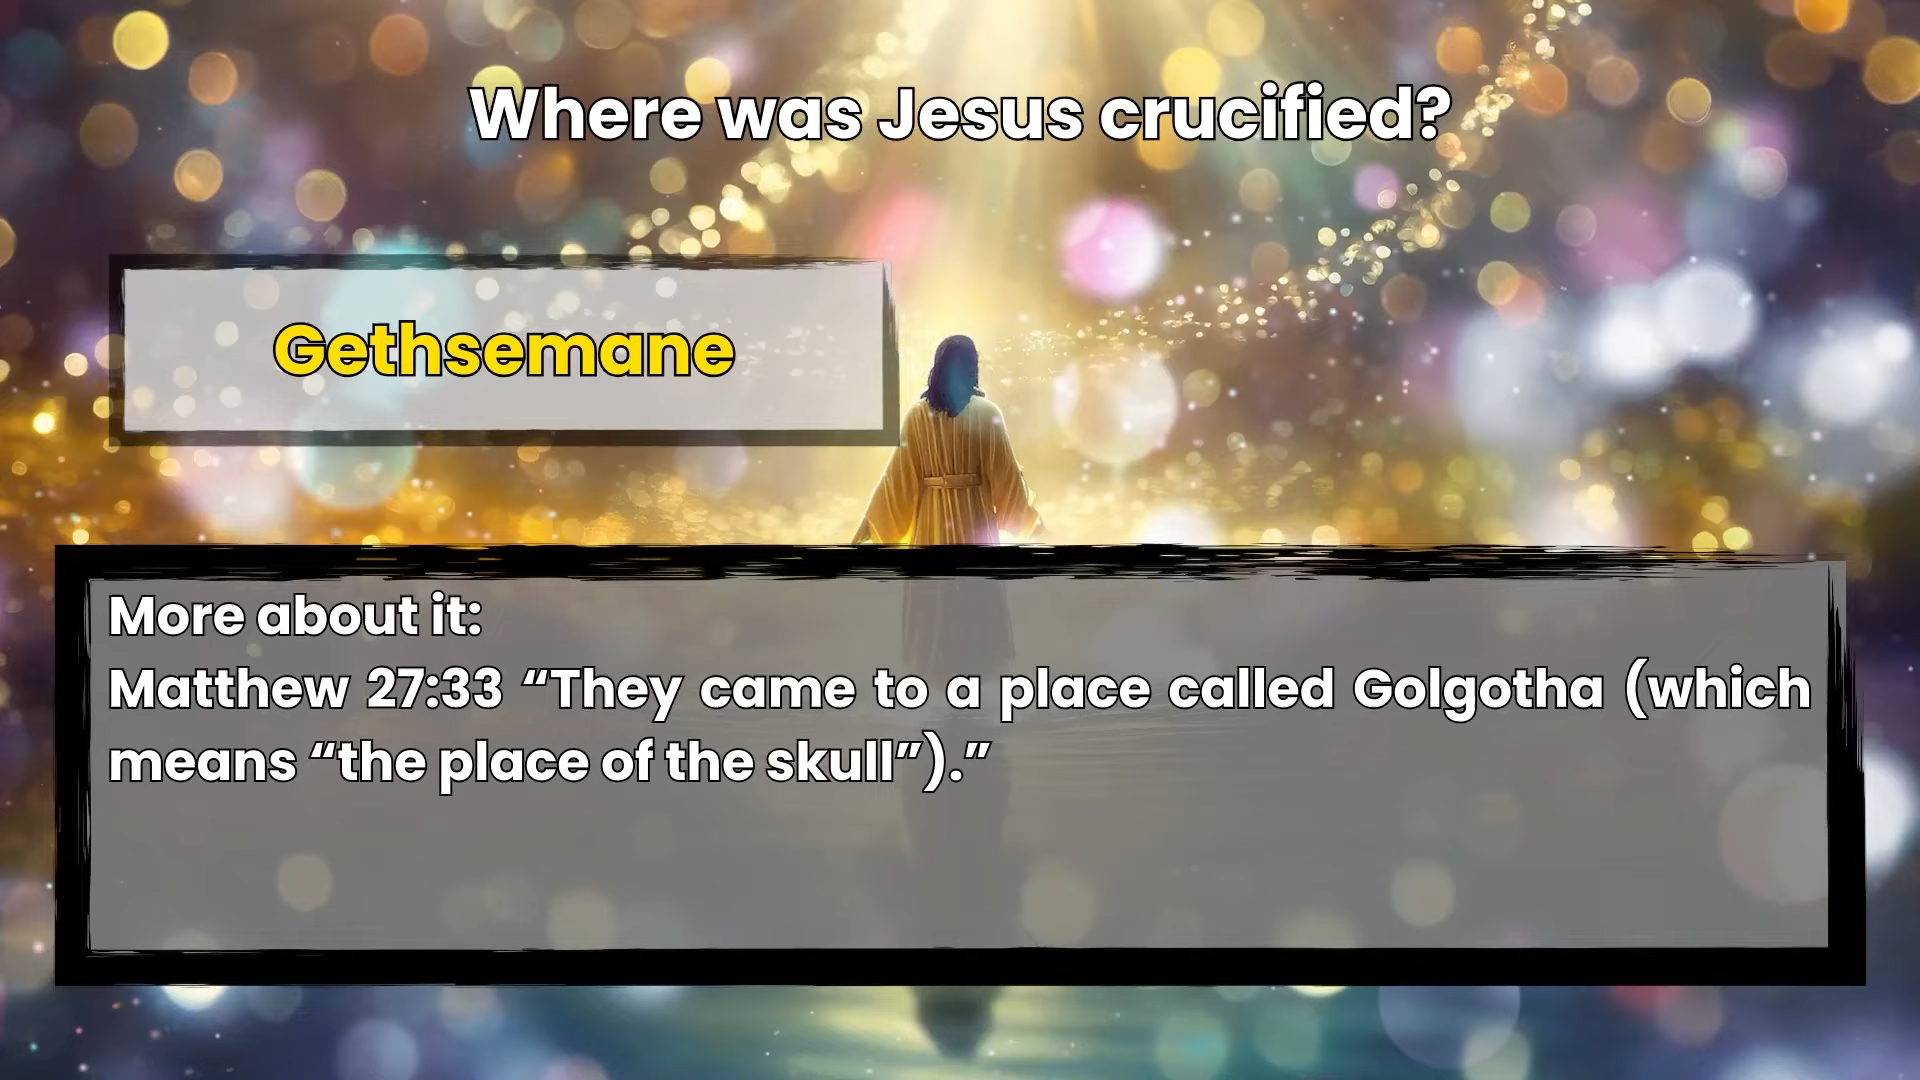 Where was Jesus crucified?
Gethsemane
More about it:
Matthew 27:33 “They came to a place called Golgotha (which
means “the place of the skull”).”